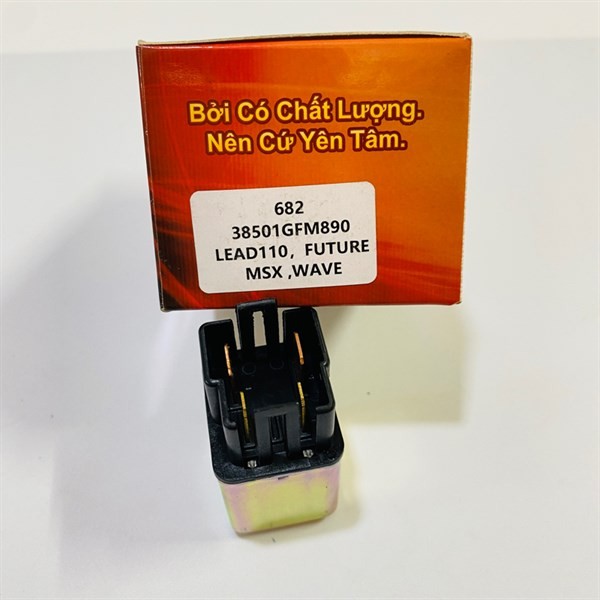 Bởi Có Chất Lượng.
Nên Cứ Yên Tâm.
682
38501GFM890
LEAD110，FUTURE
MSX ,WAVE